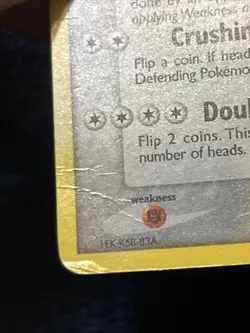 done by
applying Weakness
Crushin
Flip a coin. If head
Defending Pokémo
Dou
Flip 2 coins. This
number of heads.
weakness